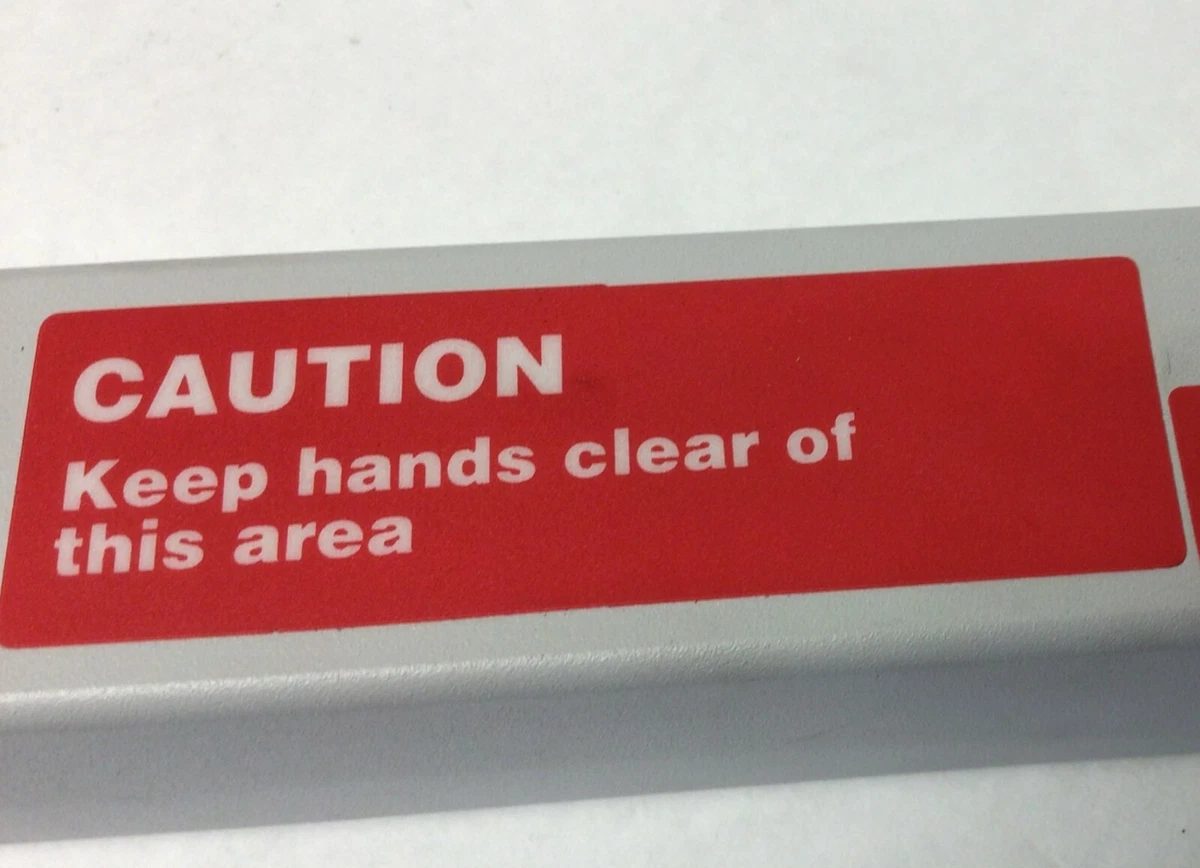 CAUTION
Keep hands clear of
this area